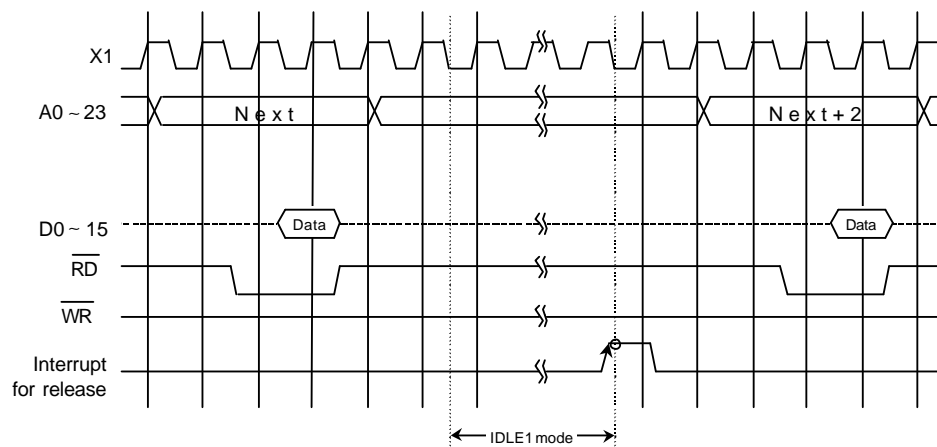 X1
A0 ~ 23
Next
Next+2
D0 ~ 15
Data
Data
RD
WR
Interrupt
for release
IDLE1 mode